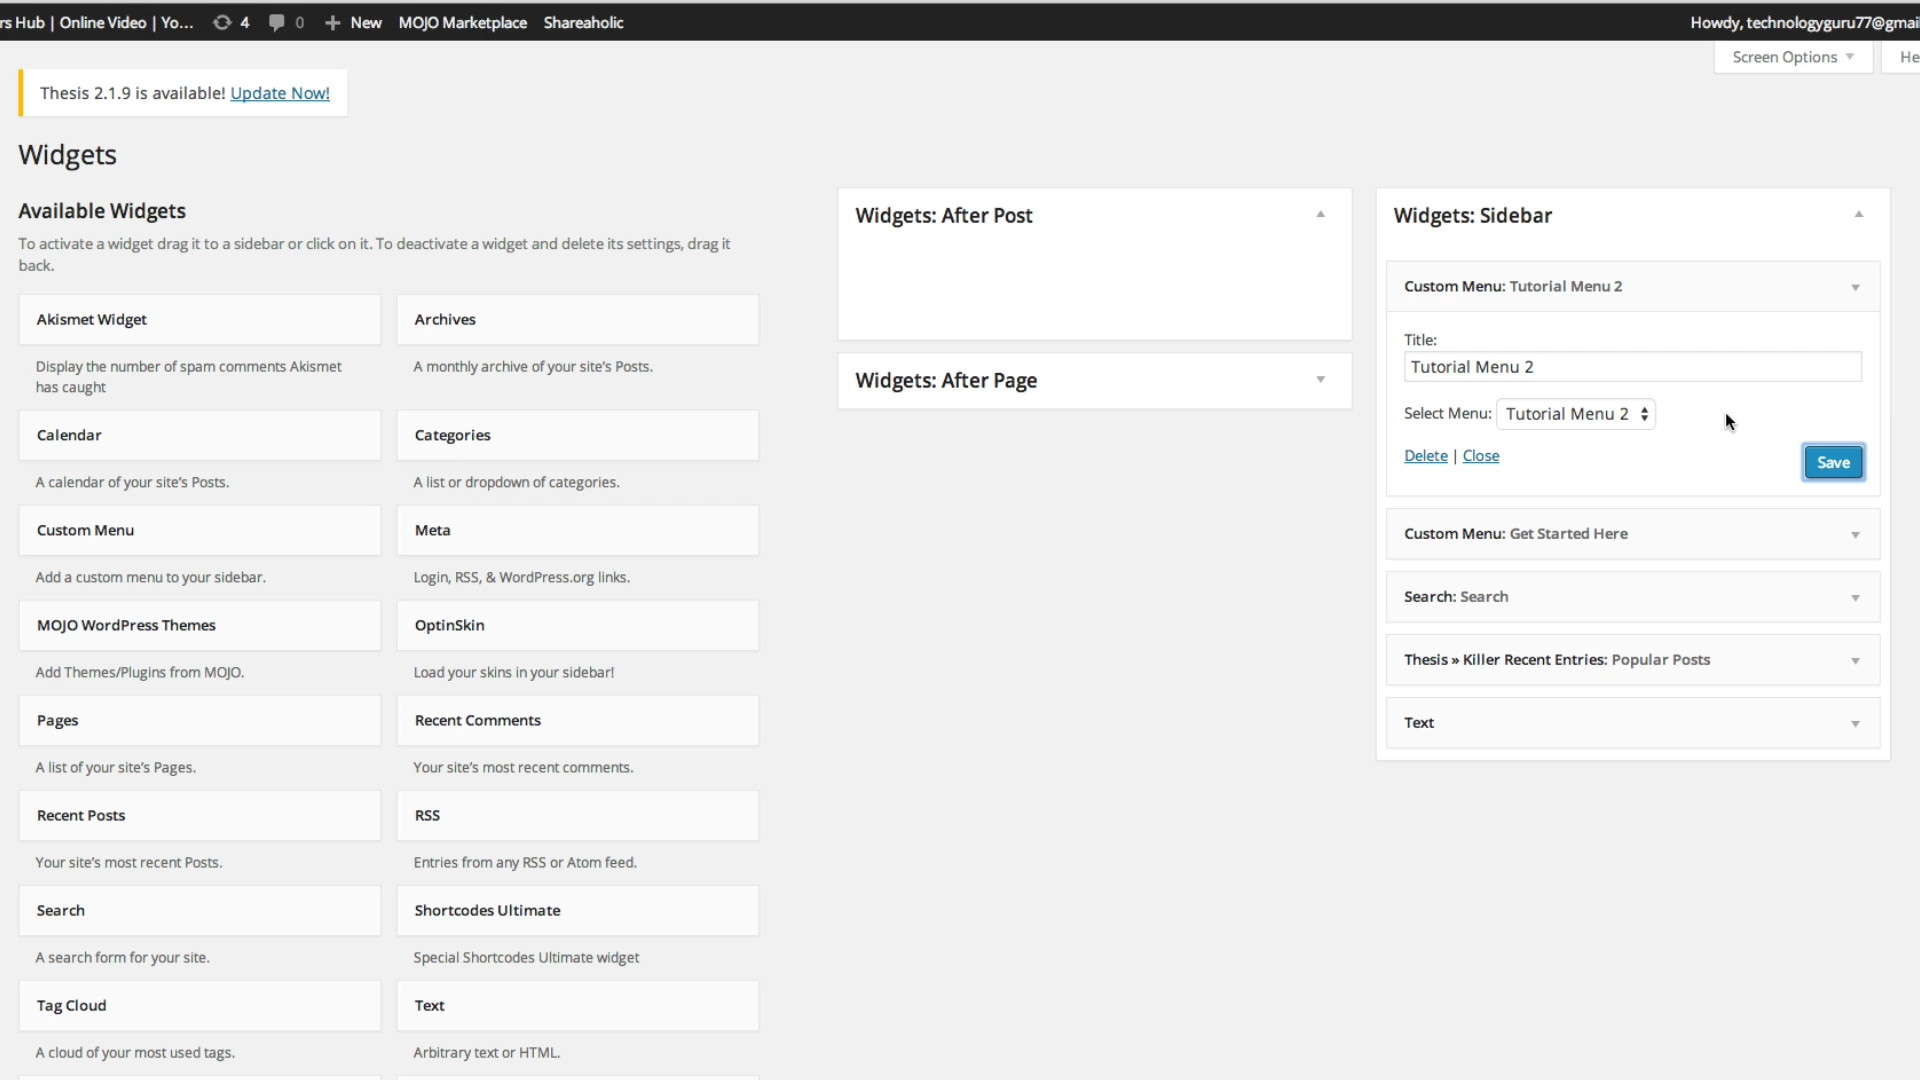 rs Hub | Online Video | Yo... 4 0 New MOJO Marketplace Shareaholic Howdy, technologyguru77@gmail
Screen Options He
Thesis 2.1.9 is available! Update Now!
Widgets
Available Widgets
To activate a widget drag it to a sidebar or click on it. To deactivate a widget and delete its settings, drag it
back.
Akismet Widget
Display the number of spam comments Akismet
has caught
Archives
A monthly archive of your site's Posts.
Calendar
A calendar of your site's Posts.
Categories
A list or dropdown of categories.
Custom Menu
Add a custom menu to your sidebar.
Meta
Login, RSS, & WordPress.org links.
MOJO WordPress Themes
Add Themes/Plugins from MOJO.
OptinSkin
Load your skins in your sidebar!
Pages
A list of your site's Pages.
Recent Comments
Your site's most recent comments.
Recent Posts
Your site's most recent Posts.
RSS
Entries from any RSS or Atom feed.
Search
A search form for your site.
Shortcodes Ultimate
Special Shortcodes Ultimate widget
Tag Cloud
A cloud of your most used tags.
Text
Arbitrary text or HTML.
Widgets: After Post
Widgets: After Page
Widgets: Sidebar
Custom Menu: Tutorial Menu 2
Title:
Tutorial Menu 2
Select Menu: Tutorial Menu 2
Delete | Close
Save
Custom Menu: Get Started Here
Search: Search
Thesis » Killer Recent Entries: Popular Posts
Text